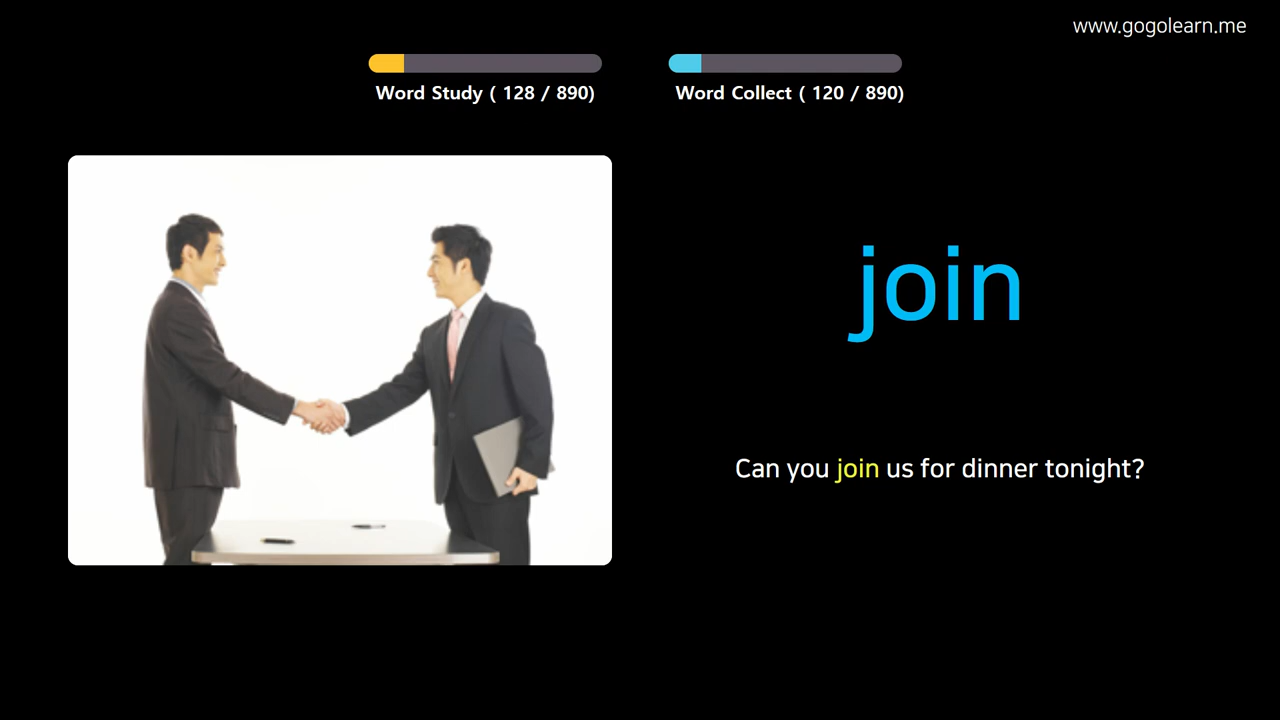 www.gogolearn.me
Word Study ( 128 / 890)
Word Collect ( 120 / 890)
join
Can you join us for dinner tonight?